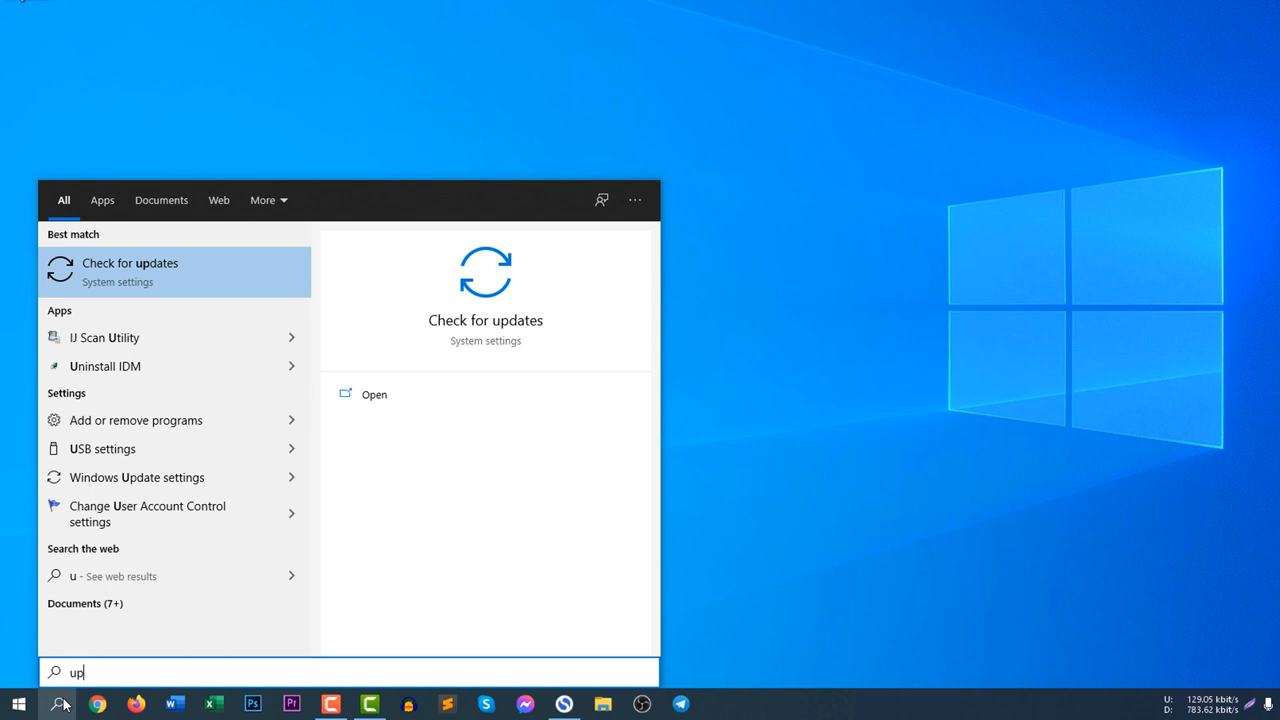 All Apps Documents Web More
Best match
Check for updates
System settings
Apps
IJ Scan Utility
Uninstall IDM
Settings
Add or remove programs
USB settings
Windows Update settings
Change User Account Control
settings
Search the web
u - See web results
Documents (7+)
Check for updates
System settings
Open
up
W X Ps Pr C C S
U: 129.05 kbit/s
D: 783.62 kbit/s